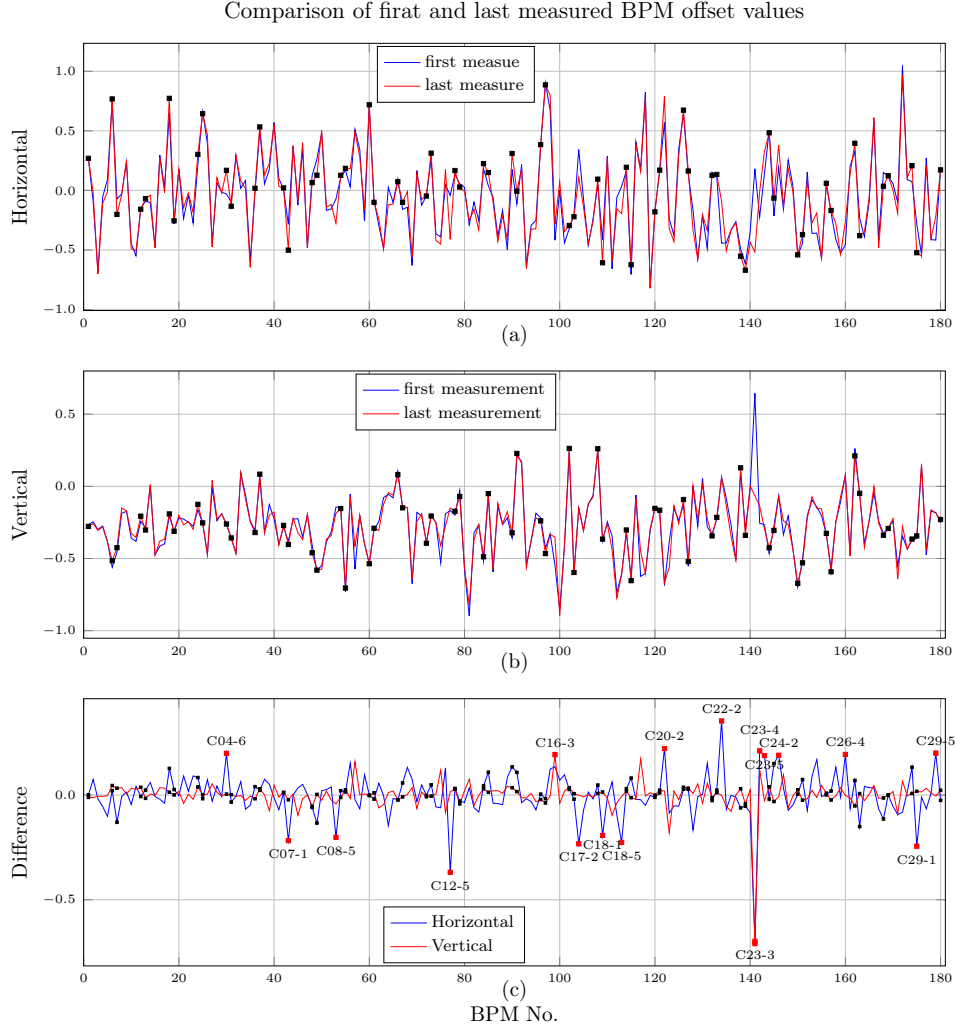 Comparison of firat and last measured BPM offset values
first measue
last measure
Horizontal
1.0
0.5
0.0
−0.5
−1.0
0 20 40 60 80 100 120 140 160 180
(a)
first measurement
last measurement
Vertical
0.5
0.0
−0.5
−1.0
0 20 40 60 80 100 120 140 160 180
(b)
C22-2
C04-6 C16-3 C20-2 C23-4 C24-2 C26-4 C29-5
C23-5
Difference
0.0
−0.5
C07-1 C08-5 C12-5 C17-2 C18-1 C18-5 C29-1
C23-3
Horizontal
Vertical
0 20 40 60 80 100 120 140 160 180
(c)
BPM No.